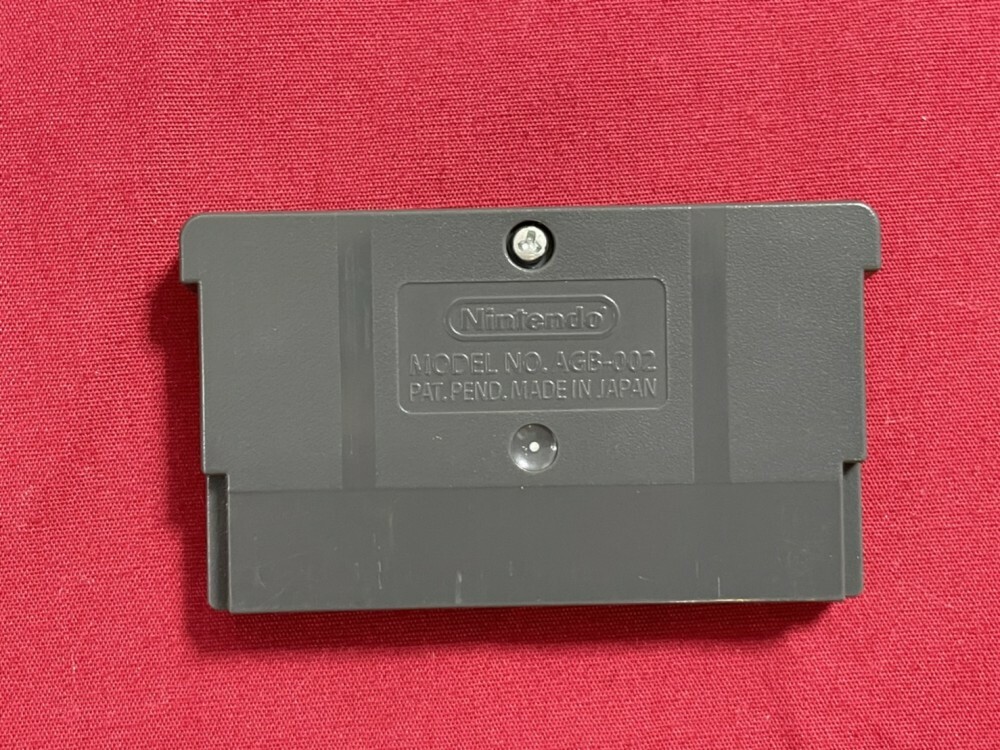 Nintendo
MODEL NO. AGB-002
PAT. PEND. MADE IN JAPAN